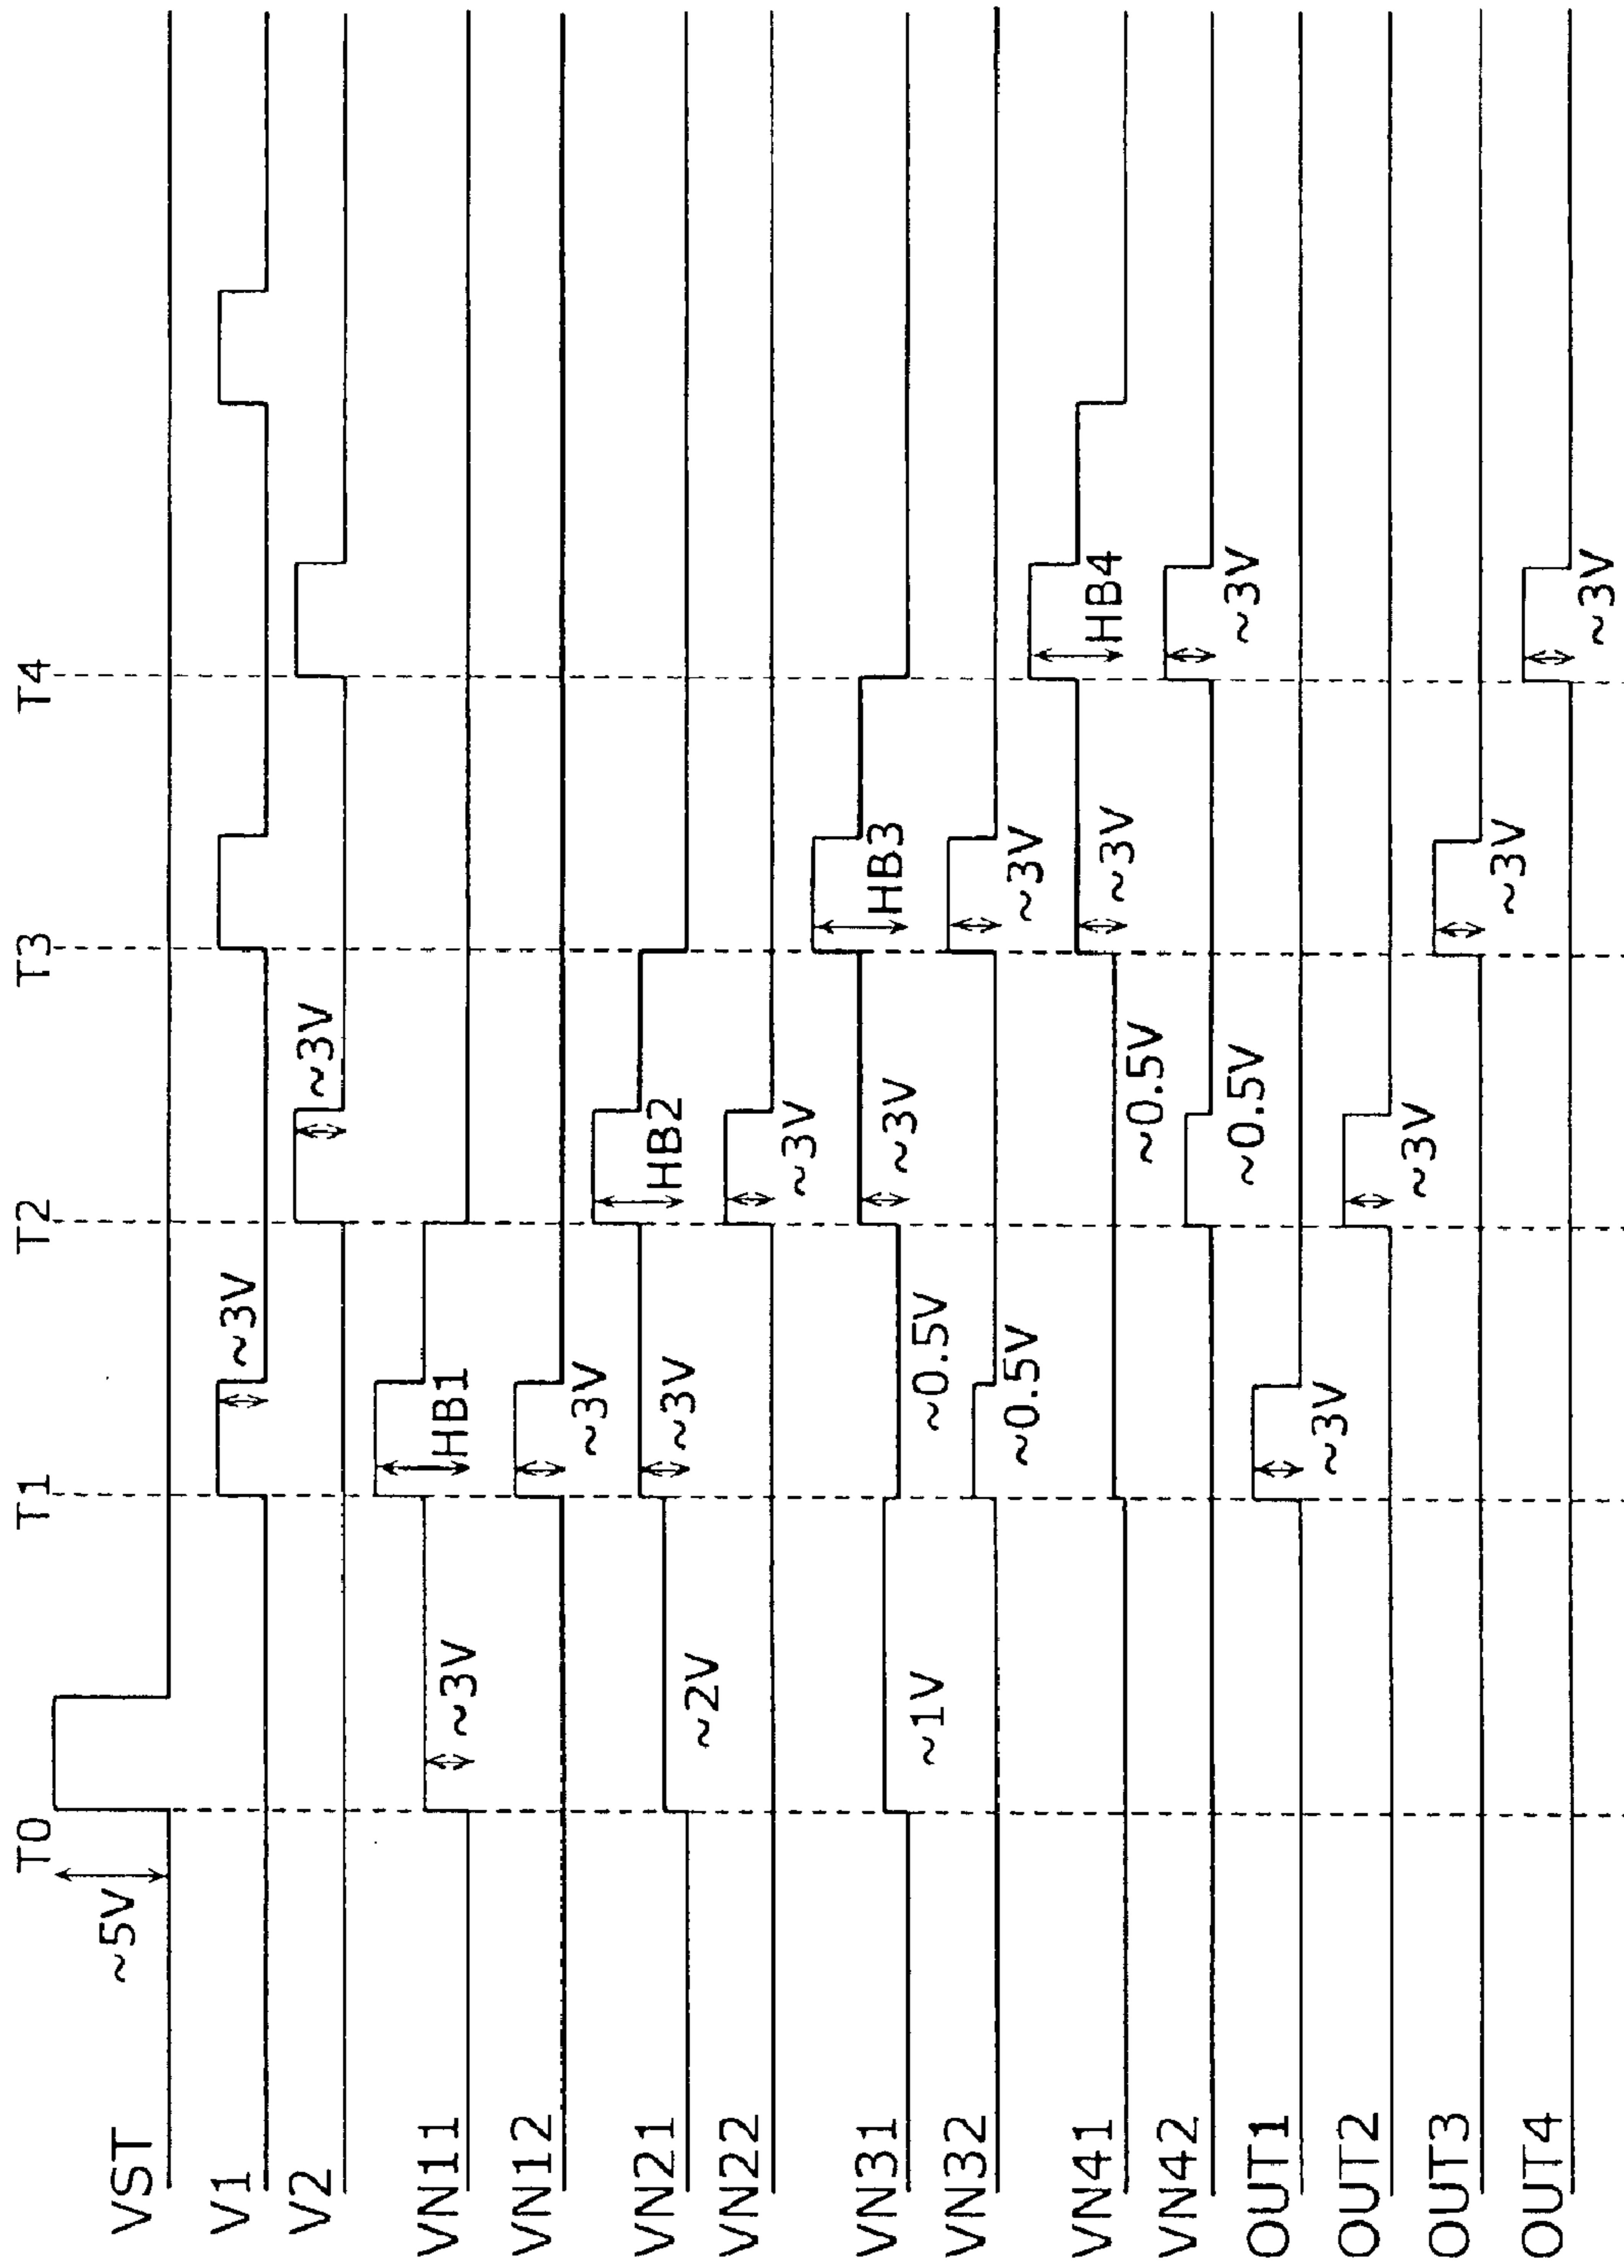 T0 T1 T2 T3 T4
VST ~5V
V1 ~3V
V2 ~3V
VN11 ~3V HB1
VN12 ~3V
VN21 ~2V ~3V HB2
VN22 ~3V
VN31 ~1V ~0.5V ~3V HB3
VN32 ~0.5V ~3V
VN41 ~0.5V ~3V HB4
VN42 ~0.5V ~3V
OUT1 ~3V
OUT2 ~3V
OUT3 ~3V
OUT4 ~3V